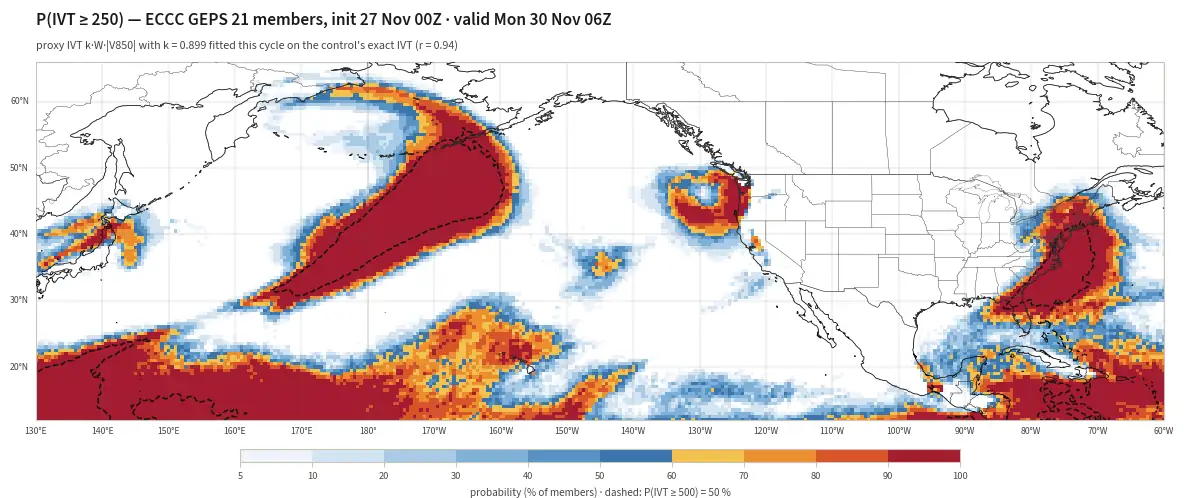 P(IVT ≥ 250) — ECCC GEPS 21 members, init 27 Nov 00Z · valid Mon 30 Nov 06Z
proxy IVT k·W·|V850| with k = 0.899 fitted this cycle on the control's exact IVT (r = 0.94)
60°N
50°N
40°N
30°N
20°N
130°E 140°E 150°E 160°E 170°E 180° 170°W 160°W 150°W 140°W 130°W 120°W 110°W 100°W 90°W 80°W 70°W 60°W
5 10 20 30 40 50 60 70 80 90 100
probability (% of members) · dashed: P(IVT ≥ 500) = 50 %